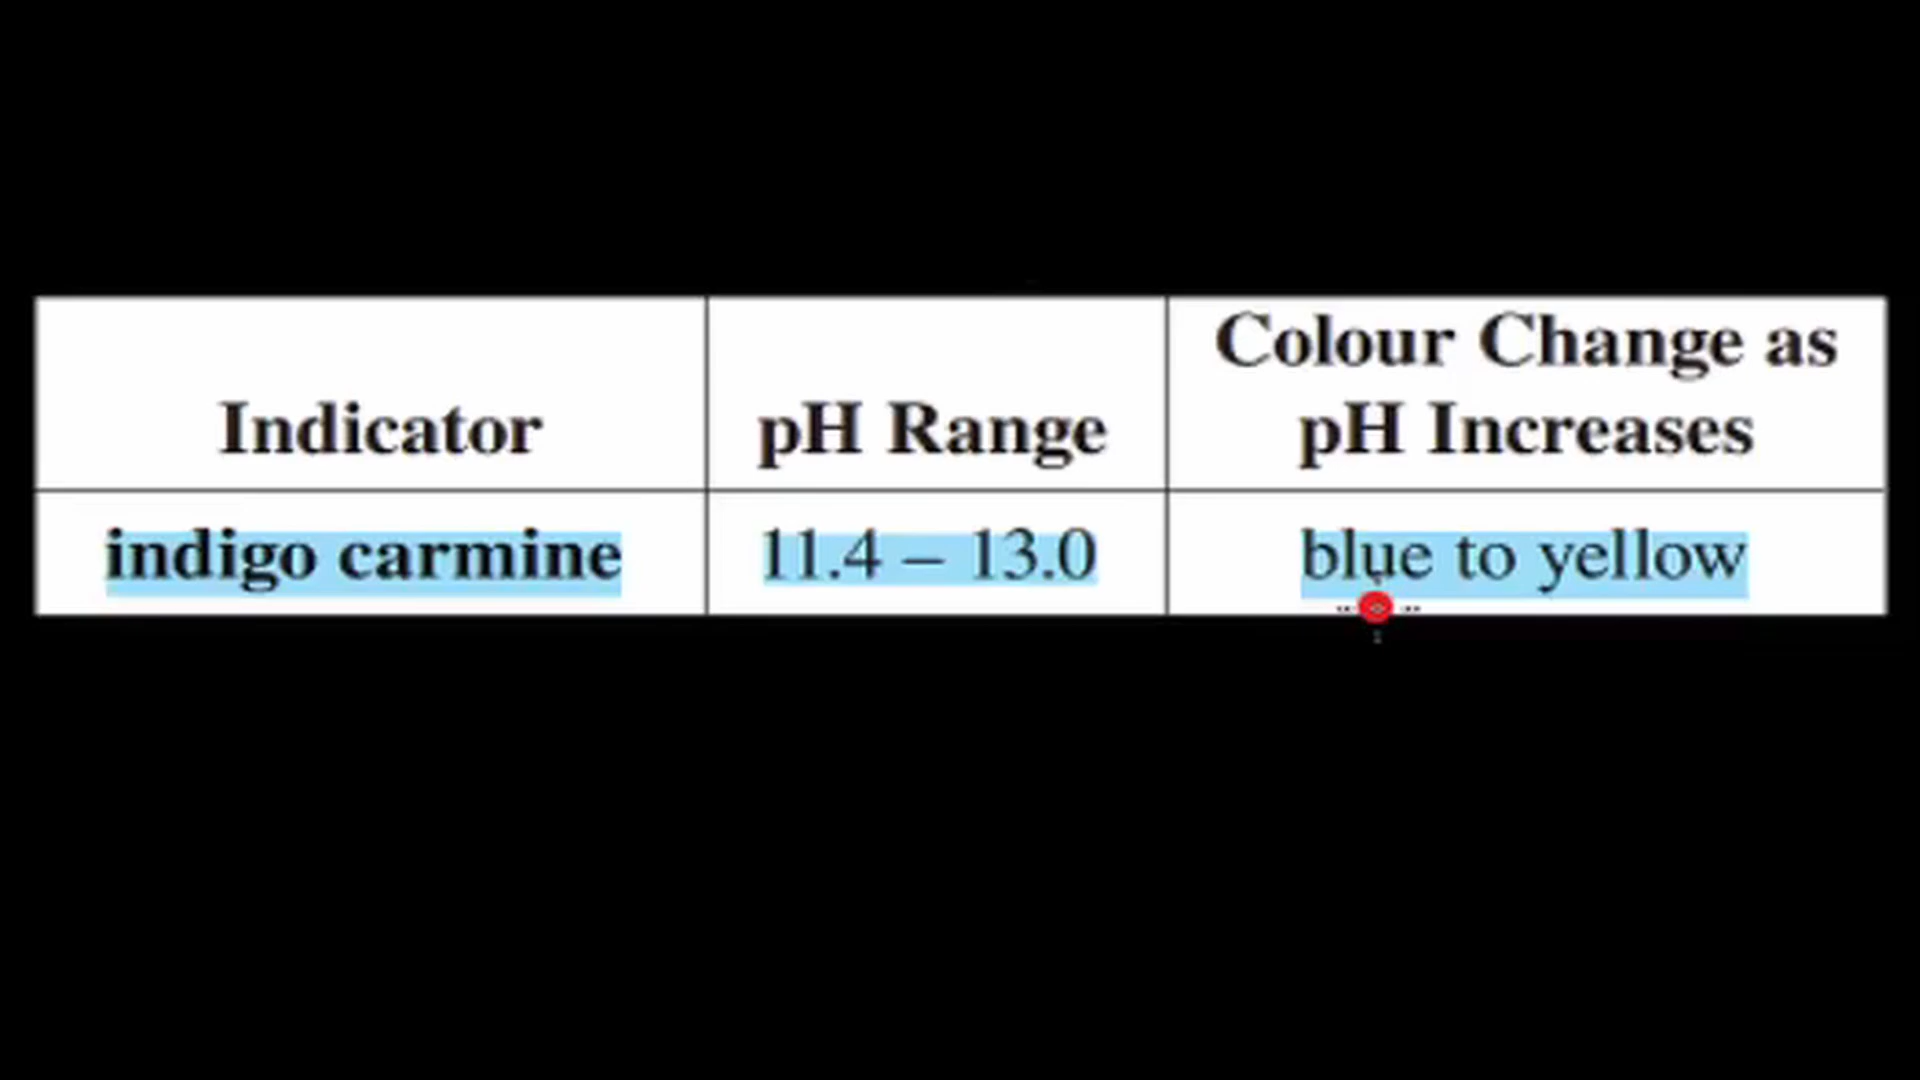 Indicator
pH Range
Colour Change as
pH Increases
indigo carmine
11.4 – 13.0
blue to yellow